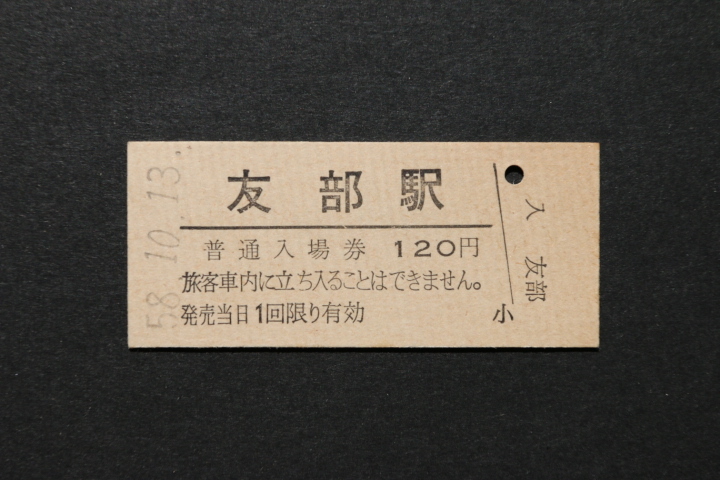 58.10.13
友部駅
普通入場券 120円
旅客車内に立ち入ることはできません。
発売当日1回限り有効
小
入 友部